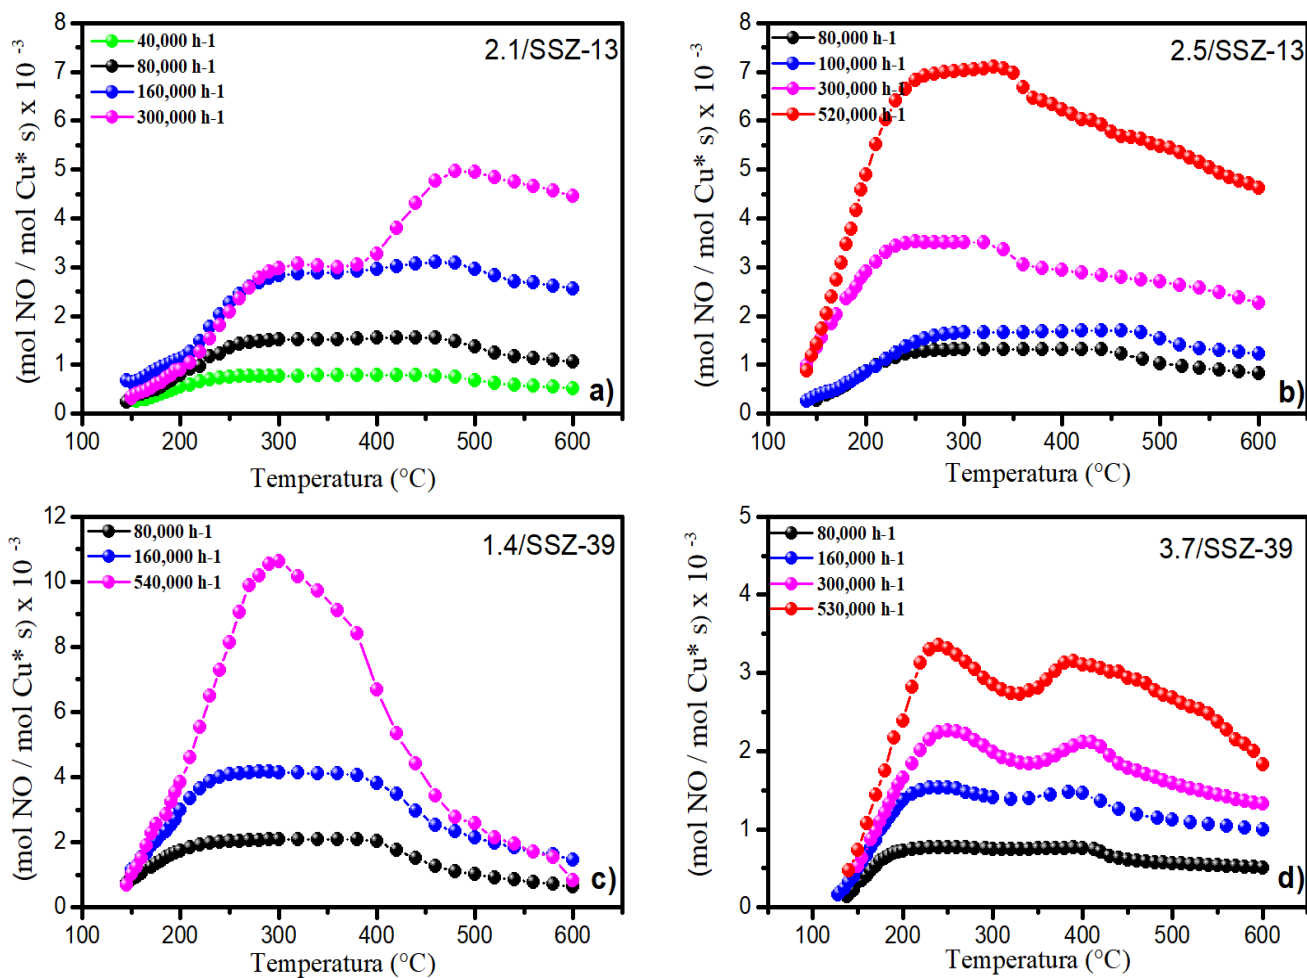 (mol NO / mol Cu* s) x 10 -3
8
7
6
5
4
3
2
1
0
40,000 h-1
80,000 h-1
160,000 h-1
300,000 h-1
2.1/SSZ-13
a)
100 200 300 400 500 600
Temperatura (°C)
(mol NO / mol Cu* s) x 10 -3
8
7
6
5
4
3
2
1
0
80,000 h-1
100,000 h-1
300,000 h-1
520,000 h-1
2.5/SSZ-13
b)
100 200 300 400 500 600
Temperatura (°C)
(mol NO / mol Cu* s) x 10 -3
12
10
8
6
4
2
0
80,000 h-1
160,000 h-1
540,000 h-1
1.4/SSZ-39
c)
100 200 300 400 500 600
Temperatura (°C)
(mol NO / mol Cu* s) x 10 -3
5
4
3
2
1
0
80,000 h-1
160,000 h-1
300,000 h-1
530,000 h-1
3.7/SSZ-39
d)
100 200 300 400 500 600
Temperatura (°C)